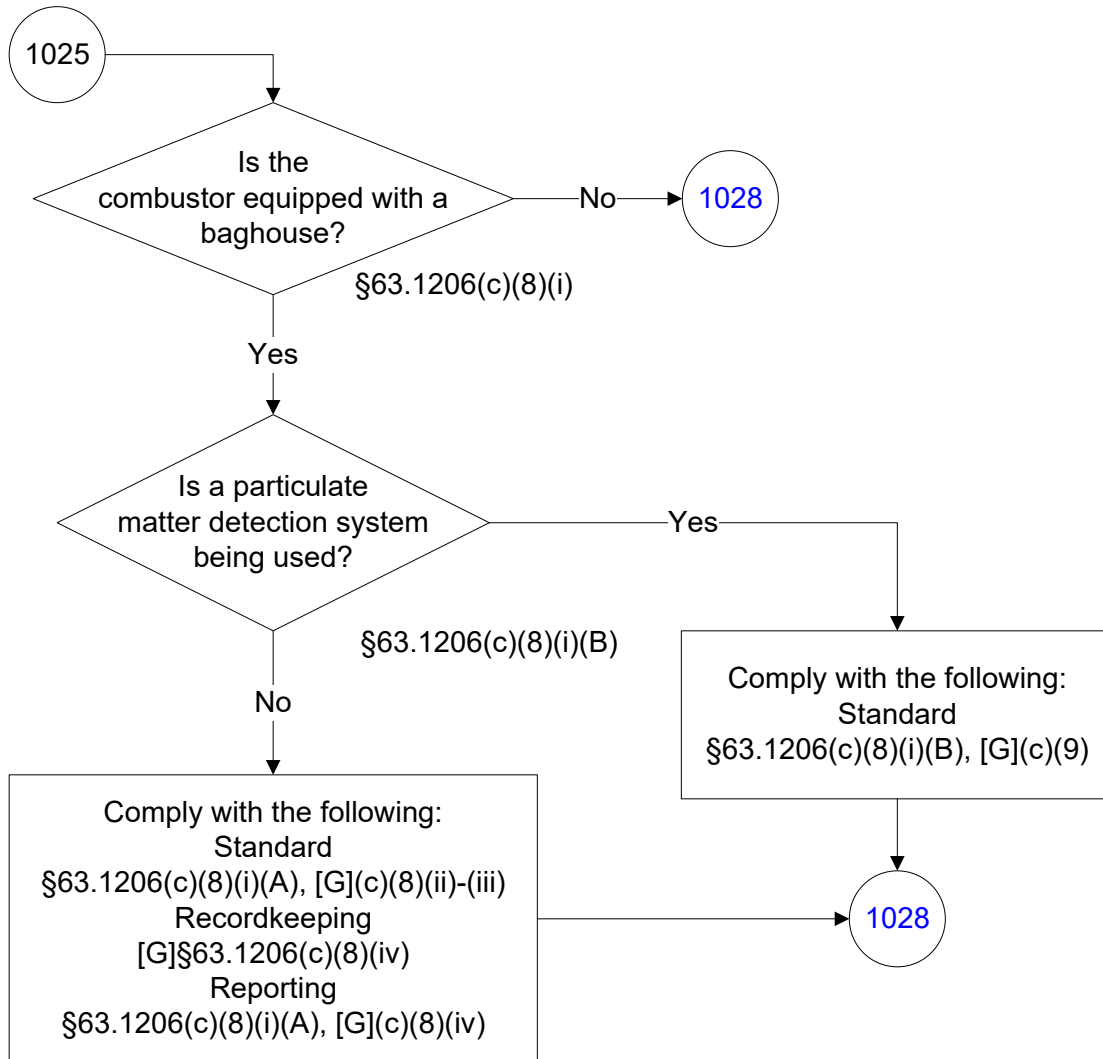 1025
Is the
combustor equipped with a
baghouse?
No
1028
§63.1206(c)(8)(i)
Yes
Is a particulate
matter detection system
being used?
Yes
§63.1206(c)(8)(i)(B)
No
Comply with the following:
Standard
§63.1206(c)(8)(i)(B), [G](c)(9)
Comply with the following:
Standard
§63.1206(c)(8)(i)(A), [G](c)(8)(ii)-(iii)
Recordkeeping
[G]§63.1206(c)(8)(iv)
Reporting
§63.1206(c)(8)(i)(A), [G](c)(8)(iv)
1028